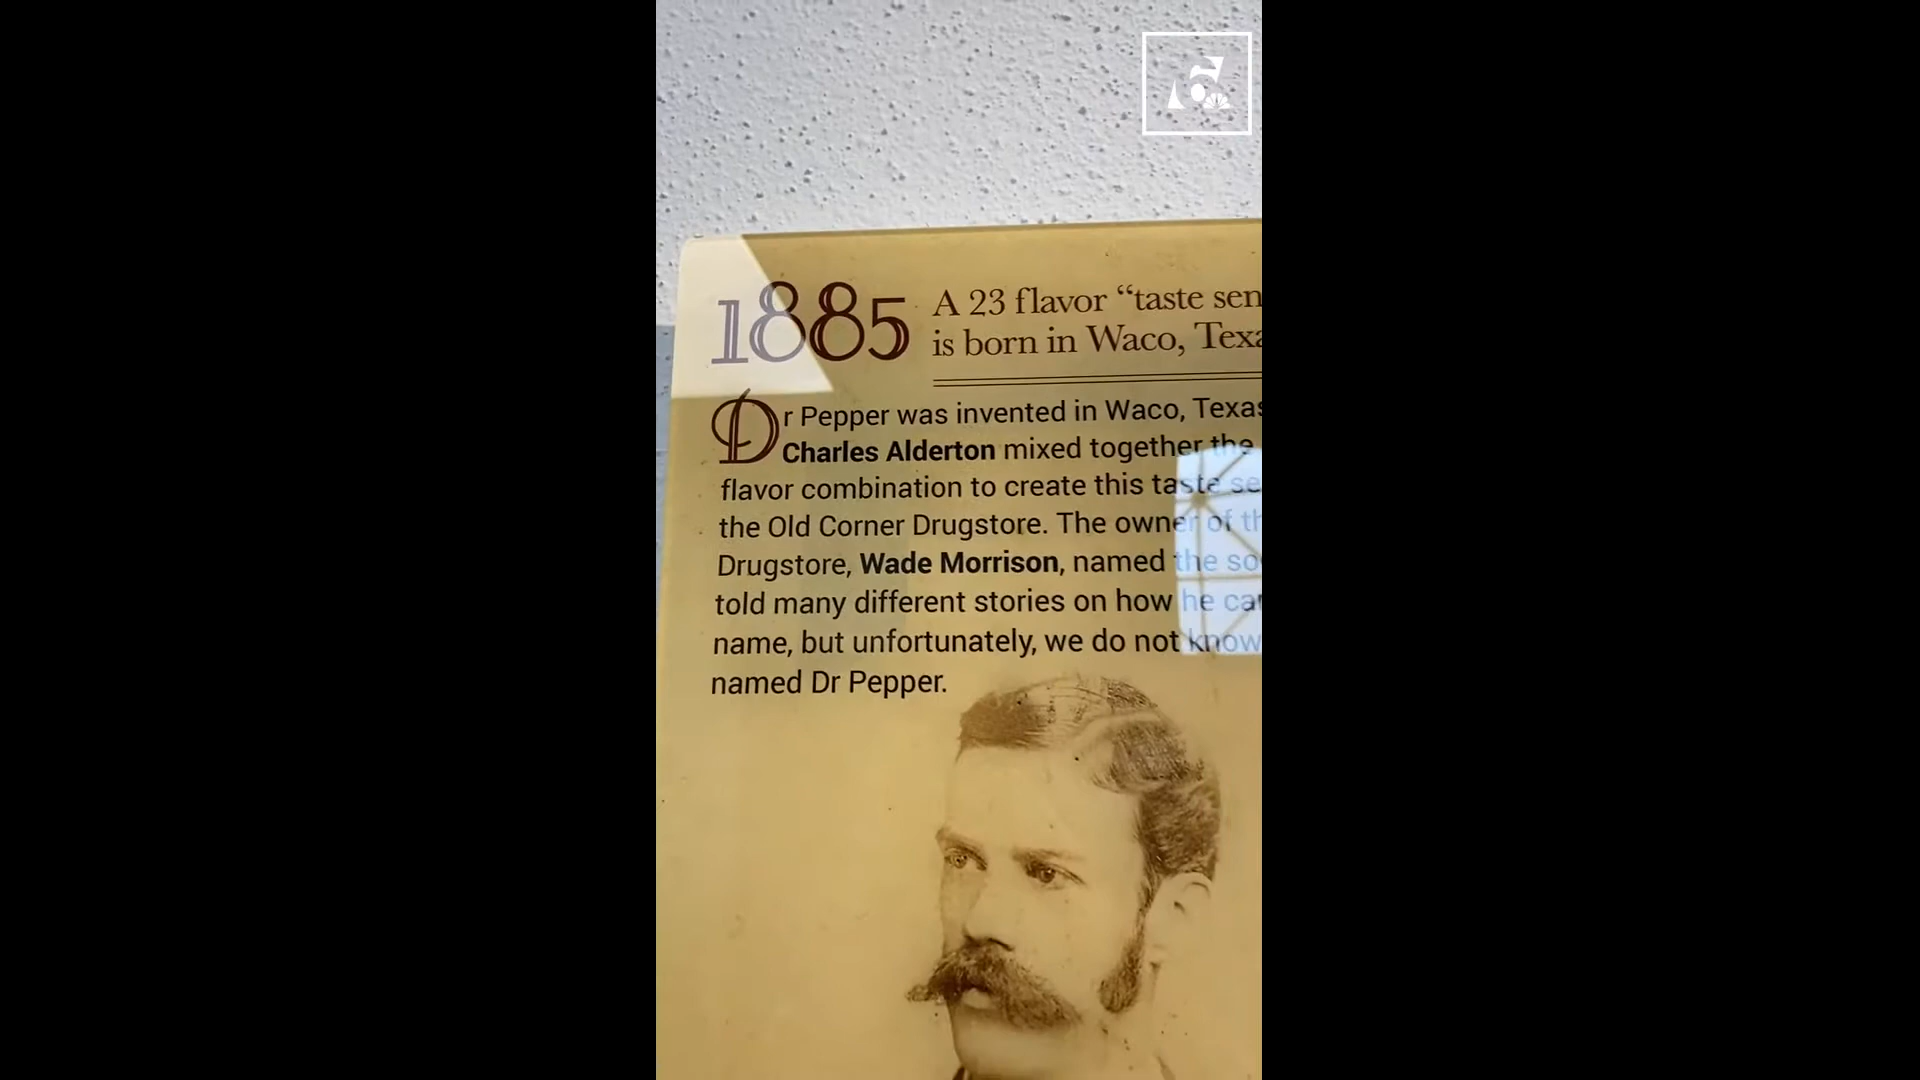 1885
A 23 flavor “taste sen
is born in Waco, Texa
Dr Pepper was invented in Waco, Texas
Charles Alderton mixed together the
flavor combination to create this taste se
the Old Corner Drugstore. The owner of th
Drugstore, Wade Morrison, named the so
told many different stories on how he car
name, but unfortunately, we do not know
named Dr Pepper.